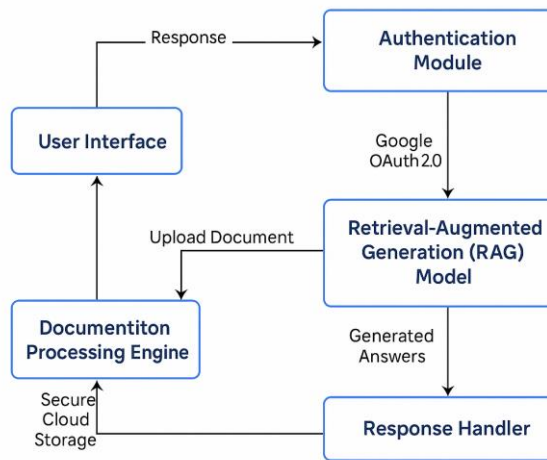 Response
Authentication
Module
User Interface
Google
OAuth 2.0
Upload Document
Retrieval-Augmented
Generation (RAG)
Model
Documentiton
Processing Engine
Generated
Answers
Secure
Cloud
Storage
Response Handler